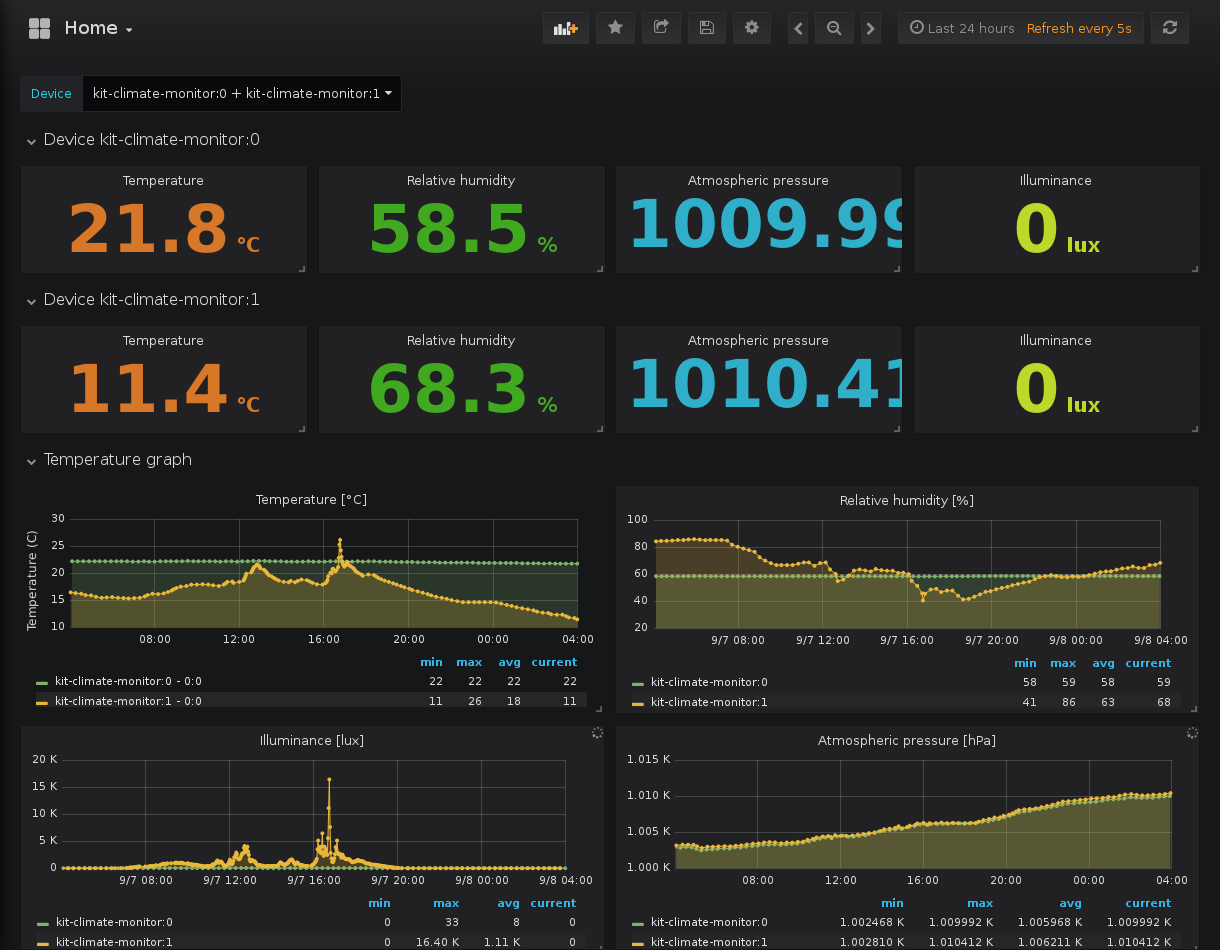 Home
Last 24 hours Refresh every 5s
Device kit-climate-monitor:0 + kit-climate-monitor:1
Device kit-climate-monitor:0
Temperature
21.8 °C
Relative humidity
58.5 %
Atmospheric pressure
1009.99
Illuminance
0 lux
Device kit-climate-monitor:1
Temperature
11.4 °C
Relative humidity
68.3 %
Atmospheric pressure
1010.41
Illuminance
0 lux
Temperature graph
Temperature [°C]
Temperature (C)
30
25
20
15
10
08:00 12:00 16:00 20:00 00:00 04:00
min max avg current
kit-climate-monitor:0 - 0:0 22 22 22 22
kit-climate-monitor:1 - 0:0 11 26 18 11
Relative humidity [%]
100
80
60
40
20
9/7 08:00 9/7 12:00 9/7 16:00 9/7 20:00 9/8 00:00 9/8 04:00
min max avg current
kit-climate-monitor:0 58 59 58 59
kit-climate-monitor:1 41 86 63 68
Illuminance [lux]
20 K
15 K
10 K
5 K
0
9/7 08:00 9/7 12:00 9/7 16:00 9/7 20:00 9/8 00:00 9/8 04:00
min max avg current
kit-climate-monitor:0 0 33 8 0
kit-climate-monitor:1 0 16.40 K 1.11 K 0
Atmospheric pressure [hPa]
1.015 K
1.010 K
1.005 K
1.000 K
08:00 12:00 16:00 20:00 00:00 04:00
min max avg current
kit-climate-monitor:0 1.002468 K 1.009992 K 1.005968 K 1.009992 K
kit-climate-monitor:1 1.002810 K 1.010412 K 1.006211 K 1.010412 K